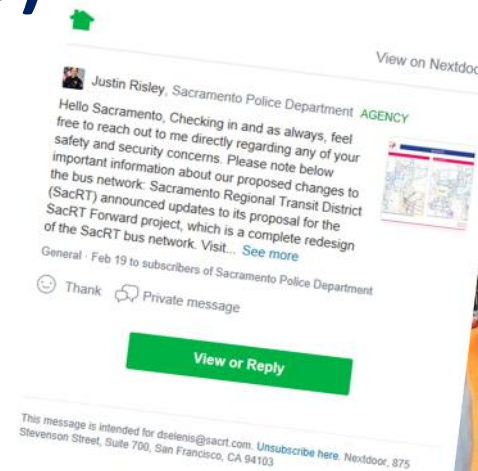 View on Nextdoo
Justin Risley, Sacramento Police Department AGENCY
Hello Sacramento, Checking in and as always, feel
free to reach out to me directly regarding any of your
safety and security concerns. Please note below
important information about our proposed changes to
the bus network: Sacramento Regional Transit District
(SacRT) announced updates to its proposal for the
SacRT Forward project, which is a complete redesign
of the SacRT bus network. Visit... See more
General · Feb 19 to subscribers of Sacramento Police Department
Thank Private message
View or Reply
This message is intended for dselenis@sacrt.com. Unsubscribe here. Nextdoor, 875
Stevenson Street, Suite 700, San Francisco, CA 94103